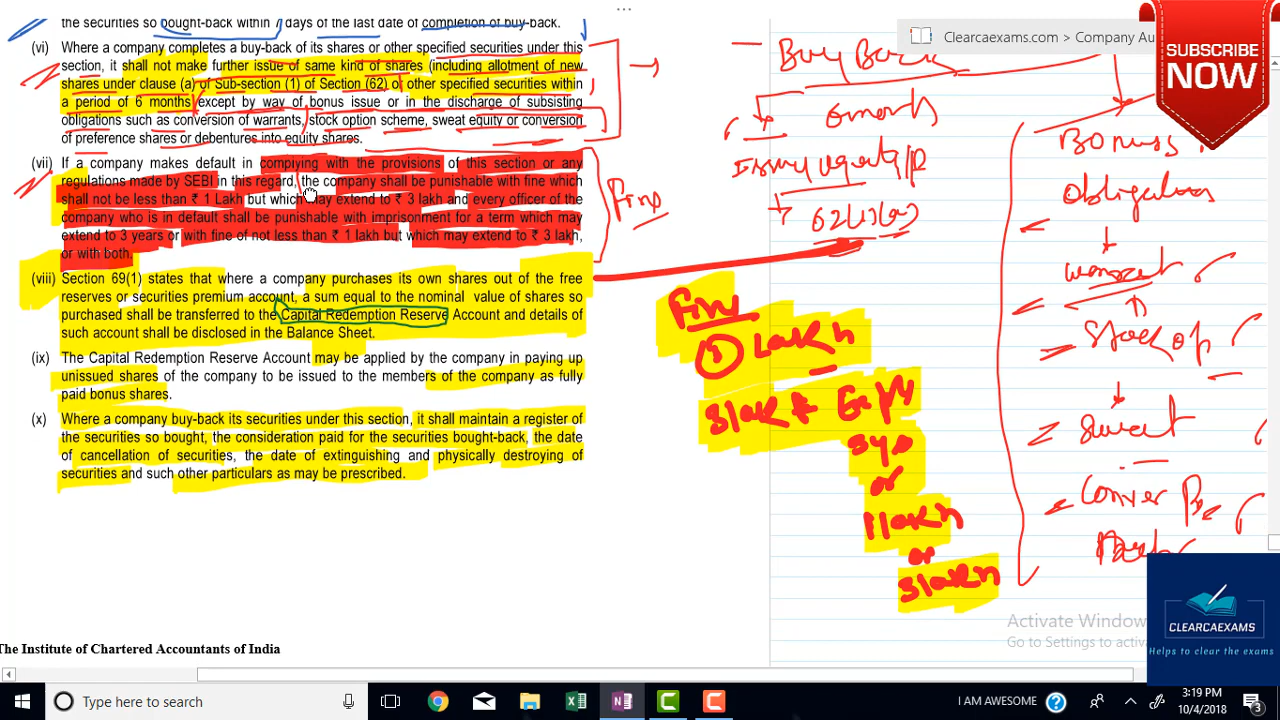 the securities so bought-back within 7 days of the last date of completion of buy-back.
(vi) Where a company completes a buy-back of its shares or other specified securities under this
section, it shall not make further issue of same kind of shares (including allotment of new
shares under clause (a) of Sub-section (1) of Section (62) of other specified securities within
a period of 6 months except by way of bonus issue or in the discharge of subsisting
obligations such as conversion of warrants, stock option scheme, sweat equity or conversion
of preference shares or debentures into equity shares.
(vii) If a company makes default in complying with the provisions of this section or any
regulations made by SEBI in this regard, the company shall be punishable with fine which
shall not be less than ₹ 1 Lakh but which may extend to ₹ 3 lakh and every officer of the
company who is in default shall be punishable with imprisonment for a term which may
extend to 3 years or with fine of not less than ₹ 1 lakh but which may extend to ₹ 3 lakh,
or with both.
(viii) Section 69(1) states that where a company purchases its own shares out of the free
reserves or securities premium account, a sum equal to the nominal value of shares so
purchased shall be transferred to the Capital Redemption Reserve Account and details of
such account shall be disclosed in the Balance Sheet.
(ix) The Capital Redemption Reserve Account may be applied by the company in paying up
unissued shares of the company to be issued to the members of the company as fully
paid bonus shares.
(x) Where a company buy-back its securities under this section, it shall maintain a register of
the securities so bought, the consideration paid for the securities bought-back, the date
of cancellation of securities, the date of extinguishing and physically destroying of
securities and such other particulars as may be prescribed.
The Institute of Chartered Accountants of India
Buy Back
6 months
62(1)(a)
Fine
1 Lakh
or
1 lakh
or
3 lakh
Bonuss
obligation
Stock op
Sweet
Clearcaexams.com > Company Au
SUBSCRIBE
NOW
Activate Window
Go to Settings to activ
CLEARCAEXAMS
Helps to clear the exams
Type here to search
I AM AWESOME
3:19 PM
10/4/2018
3